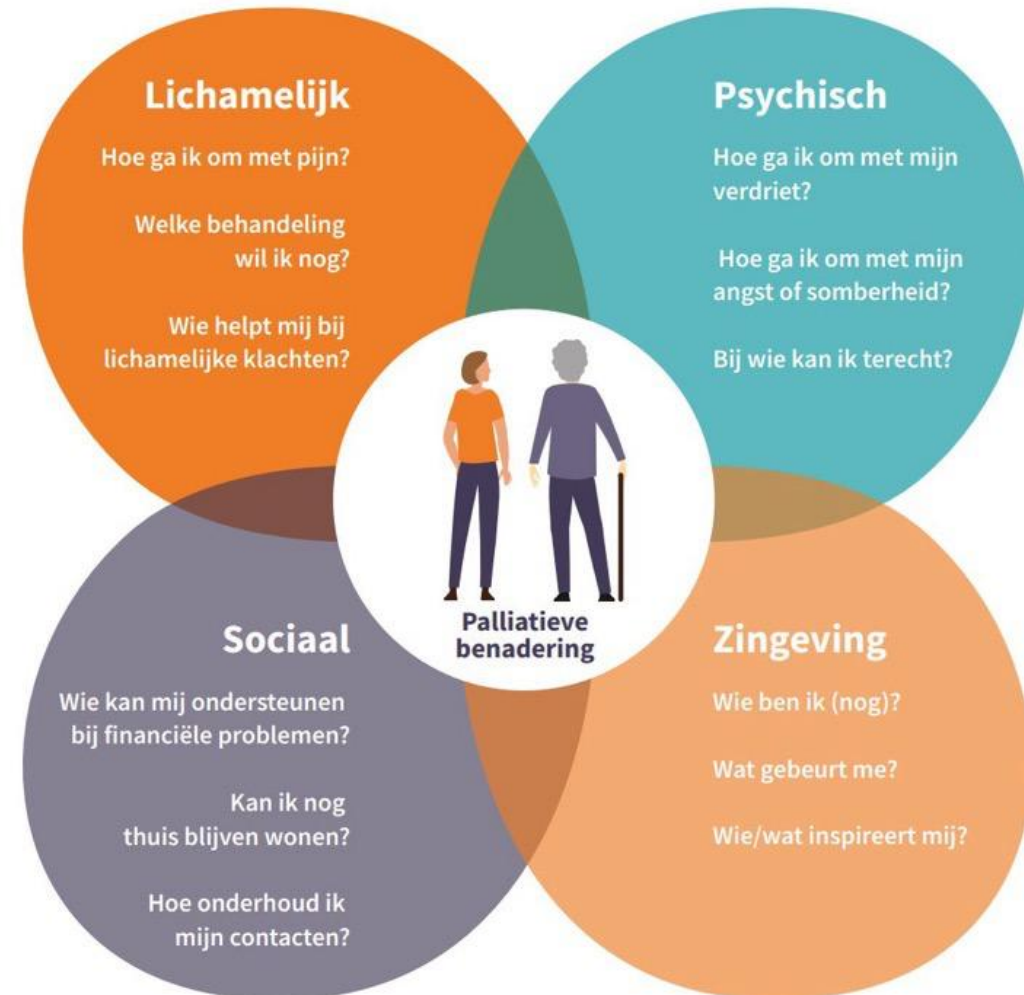 Lichamelijk
Hoe ga ik om met pijn?
Welke behandeling
wil ik nog?
Wie helpt mij bij
lichamelijke klachten?
Psychisch
Hoe ga ik om met mijn
verdriet?
Hoe ga ik om met mijn
angst of somberheid?
Bij wie kan ik terecht?
Palliatieve
benadering
Sociaal
Wie kan mij ondersteunen
bij financiële problemen?
Kan ik nog
thuis blijven wonen?
Hoe onderhoud ik
mijn contacten?
Zingeving
Wie ben ik (nog)?
Wat gebeurt me?
Wie/wat inspireert mij?